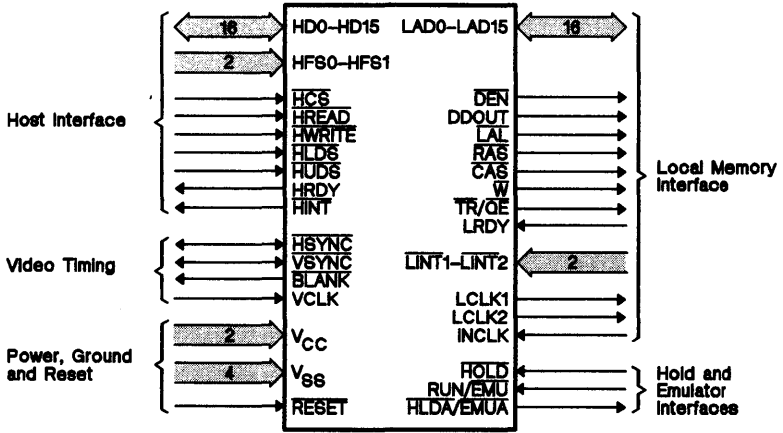 16 HD0-HD15 LAD0-LAD15 16
2 HFS0-HFS1
Host Interface
HCS
HREAD
HWRITE
HLDS
HUDS
HRDY
HINT
DEN
DDOUT
LAL
RAS
CAS
W
TR/QE
LRDY
Local Memory
Interface
Video Timing
HSYNC
VSYNC
BLANK
VCLK
LINT1-LINT2 2
LCLK1
LCLK2
INCLK
Power, Ground
and Reset
2 VCC
4 VSS
RESET
HOLD
RUN/EMU
HLDA/EMUA
Hold and
Emulator
Interfaces